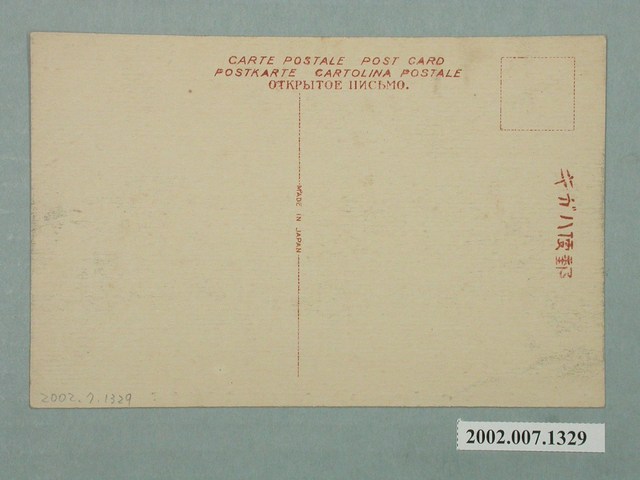 CARTE POSTALE POST CARD
POSTKARTE CARTOLINA POSTALE
ОТКРЫТОЕ ПИСЬМО.
MADE IN JAPAN
キガハ便郵
2002.7.1329
2002.007.1329